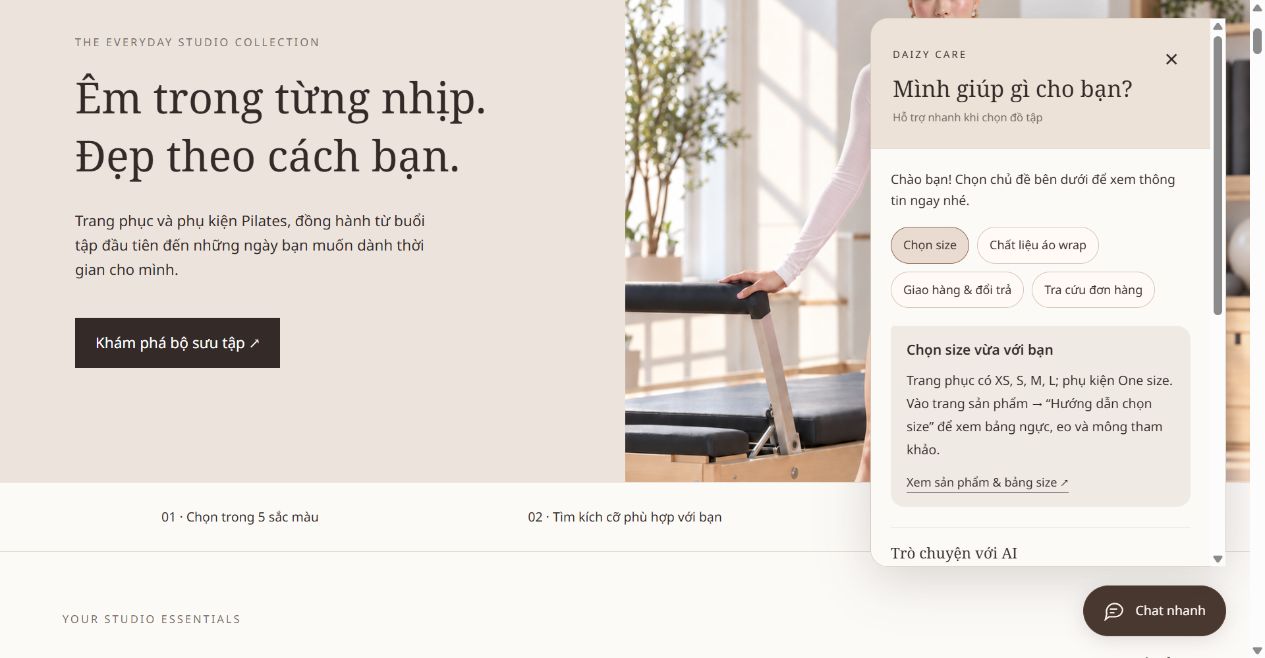 THE EVERYDAY STUDIO COLLECTION
Êm trong từng nhịp.
Đẹp theo cách bạn.
Trang phục và phụ kiện Pilates, đồng hành từ buổi
tập đầu tiên đến những ngày bạn muốn dành thời
gian cho mình.
Khám phá bộ sưu tập ↗
01 · Chọn trong 5 sắc màu
02 · Tìm kích cỡ phù hợp với bạn
YOUR STUDIO ESSENTIALS
DAIZY CARE
Mình giúp gì cho bạn?
Hỗ trợ nhanh khi chọn đồ tập
Chào bạn! Chọn chủ đề bên dưới để xem thông
tin ngay nhé.
Chọn size
Chất liệu áo wrap
Giao hàng & đổi trả
Tra cứu đơn hàng
Chọn size vừa với bạn
Trang phục có XS, S, M, L; phụ kiện One size.
Vào trang sản phẩm → “Hướng dẫn chọn
size” để xem bảng ngực, eo và mông tham
khảo.
Xem sản phẩm & bảng size ↗
Trò chuyện với AI
Chat nhanh